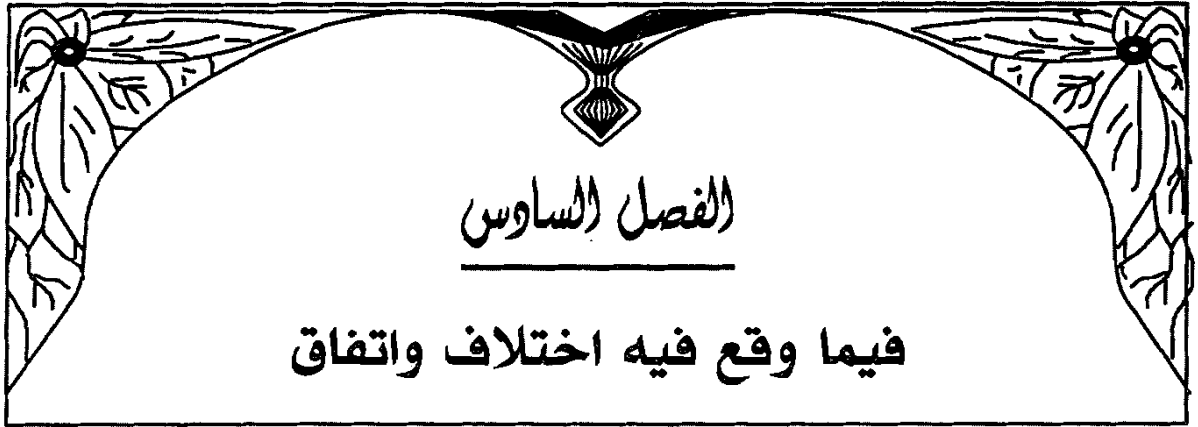 الفصل السادس
فيما وقع فيه اختلاف واتفاق